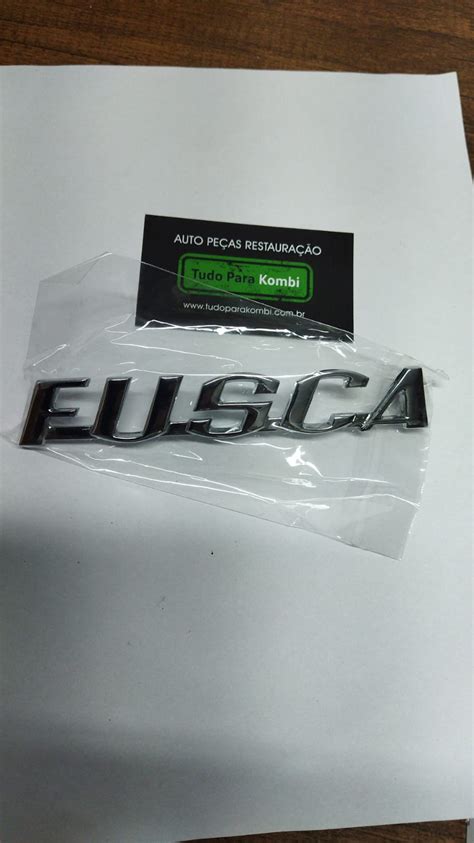 AUTO PEÇAS RESTAURAÇÃO
Tudo Para Kombi
www.tudoparakombi.com.br
FUSCA